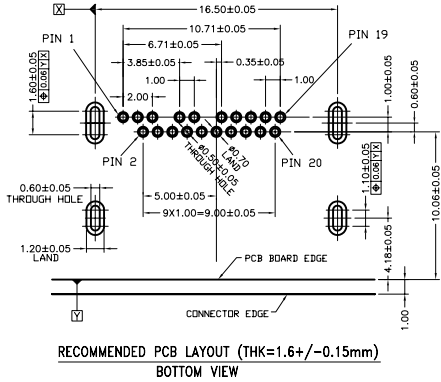 X
16.50±0.05
10.71±0.05
PIN 1
6.71±0.05
PIN 19
3.85±0.05
0.35±0.05
1.00
1.00
2.00
1.60±0.05
⌖ 0.06 Y X
1.00±0.05
0.60±0.05
PIN 2
ø0.70
LAND
ø0.50±0.05
THROUGH HOLE
PIN 20
0.60±0.05
THROUGH HOLE
5.00±0.05
9X1.00=9.00±0.05
1.10±0.05
⌖ 0.06 Y X
10.06±0.05
1.20±0.05
LAND
4.18±0.05
PCB BOARD EDGE
Y
CONNECTOR EDGE
1.00
RECOMMENDED PCB LAYOUT (THK=1.6+/-0.15mm)
BOTTOM VIEW